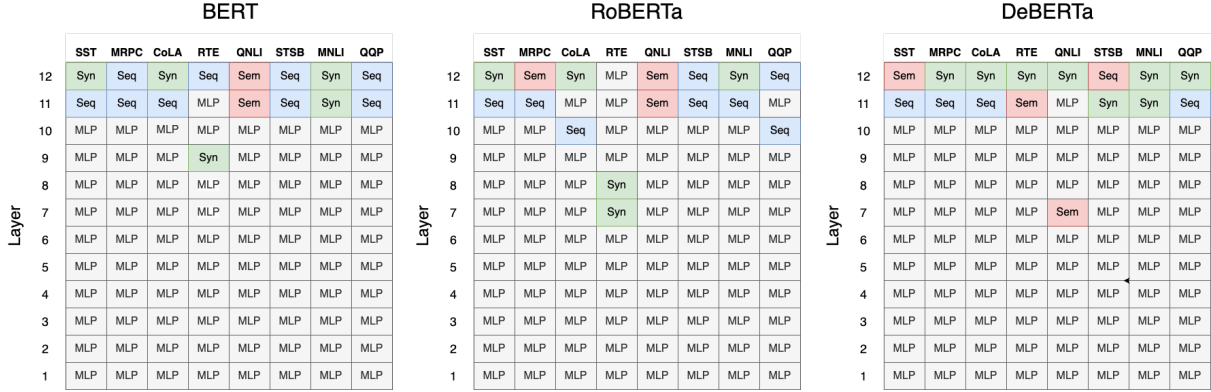 BERT
RoBERTa
DeBERTa
SST MRPC CoLA RTE QNLI STSB MNLI QQP
SST MRPC CoLA RTE QNLI STSB MNLI QQP
SST MRPC CoLA RTE QNLI STSB MNLI QQP
12 Syn Seq Syn Seq Sem Seq Syn Seq
12 Syn Sem Syn MLP Sem Seq Syn Seq
12 Sem Syn Syn Syn Syn Seq Syn Syn
11 Seq Seq Seq MLP Sem Seq Syn Seq
11 Seq Seq MLP MLP Sem Seq Syn MLP
11 Seq Seq Seq Sem MLP Syn Syn Seq
10 MLP MLP MLP MLP MLP MLP MLP MLP
10 MLP MLP Seq MLP MLP MLP MLP Seq
10 MLP MLP MLP MLP MLP MLP MLP MLP
9 MLP MLP MLP Syn MLP MLP MLP MLP
9 MLP MLP MLP MLP MLP MLP MLP MLP
9 MLP MLP MLP MLP MLP MLP MLP MLP
8 MLP MLP MLP MLP MLP MLP MLP MLP
8 MLP MLP MLP Syn MLP MLP MLP MLP
8 MLP MLP MLP MLP MLP MLP MLP MLP
7 MLP MLP MLP MLP MLP MLP MLP MLP
7 MLP MLP MLP Syn MLP MLP MLP MLP
7 MLP MLP MLP MLP Sem MLP MLP MLP
Layer
Layer
Layer
6 MLP MLP MLP MLP MLP MLP MLP MLP
6 MLP MLP MLP MLP MLP MLP MLP MLP
6 MLP MLP MLP MLP MLP MLP MLP MLP
5 MLP MLP MLP MLP MLP MLP MLP MLP
5 MLP MLP MLP MLP MLP MLP MLP MLP
5 MLP MLP MLP MLP MLP MLP MLP MLP
4 MLP MLP MLP MLP MLP MLP MLP MLP
4 MLP MLP MLP MLP MLP MLP MLP MLP
4 MLP MLP MLP MLP MLP MLP MLP MLP
3 MLP MLP MLP MLP MLP MLP MLP MLP
3 MLP MLP MLP MLP MLP MLP MLP MLP
3 MLP MLP MLP MLP MLP MLP MLP MLP
2 MLP MLP MLP MLP MLP MLP MLP MLP
2 MLP MLP MLP MLP MLP MLP MLP MLP
2 MLP MLP MLP MLP MLP MLP MLP MLP
1 MLP MLP MLP MLP MLP MLP MLP MLP
1 MLP MLP MLP MLP MLP MLP MLP MLP
1 MLP MLP MLP MLP MLP MLP MLP MLP